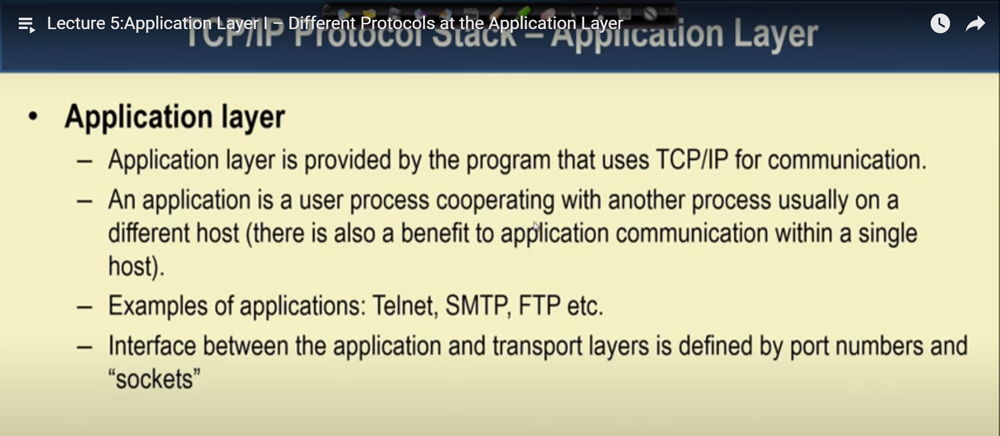 Lecture 5:Application Layer I – Different Protocols at the Application Layer
TCP/IP Protocol Stack – Application Layer
• Application layer
– Application layer is provided by the program that uses TCP/IP for communication.
– An application is a user process cooperating with another process usually on a
different host (there is also a benefit to application communication within a single
host).
– Examples of applications: Telnet, SMTP, FTP etc.
– Interface between the application and transport layers is defined by port numbers and
“sockets”